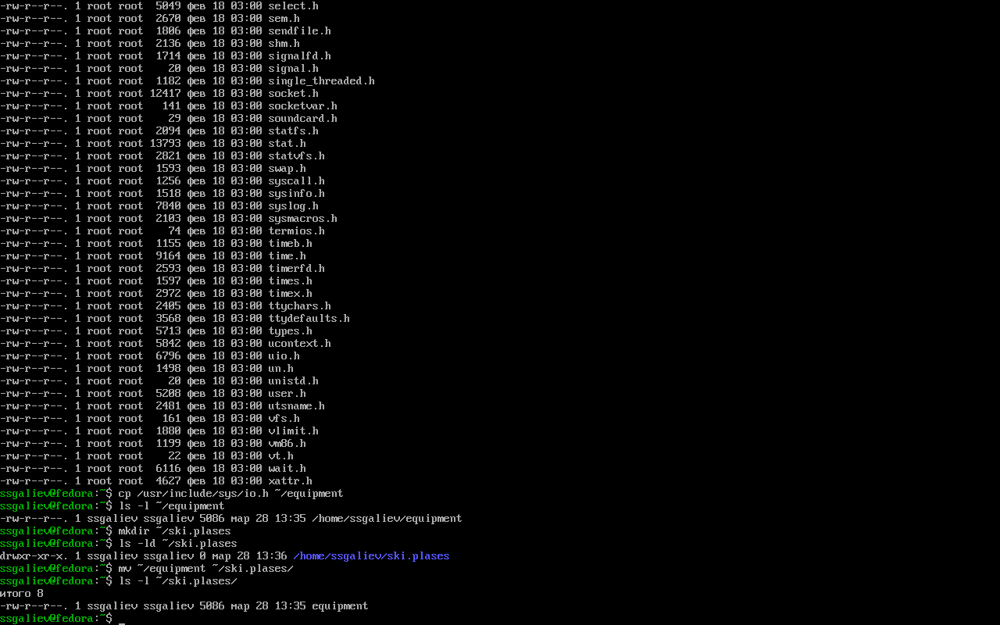 -rw-r--r--. 1 root root  5049 фев 18 03:00 select.h
-rw-r--r--. 1 root root  2670 фев 18 03:00 sem.h
-rw-r--r--. 1 root root  1806 фев 18 03:00 sendfile.h
-rw-r--r--. 1 root root  2136 фев 18 03:00 shm.h
-rw-r--r--. 1 root root  1714 фев 18 03:00 signalfd.h
-rw-r--r--. 1 root root    20 фев 18 03:00 signal.h
-rw-r--r--. 1 root root  1182 фев 18 03:00 single_threaded.h
-rw-r--r--. 1 root root 12417 фев 18 03:00 socket.h
-rw-r--r--. 1 root root   141 фев 18 03:00 socketvar.h
-rw-r--r--. 1 root root    29 фев 18 03:00 soundcard.h
-rw-r--r--. 1 root root  2094 фев 18 03:00 statfs.h
-rw-r--r--. 1 root root 13793 фев 18 03:00 stat.h
-rw-r--r--. 1 root root  2821 фев 18 03:00 statvfs.h
-rw-r--r--. 1 root root  1593 фев 18 03:00 swap.h
-rw-r--r--. 1 root root  1256 фев 18 03:00 syscall.h
-rw-r--r--. 1 root root  1518 фев 18 03:00 sysinfo.h
-rw-r--r--. 1 root root  7840 фев 18 03:00 syslog.h
-rw-r--r--. 1 root root  2103 фев 18 03:00 sysmacros.h
-rw-r--r--. 1 root root    74 фев 18 03:00 termios.h
-rw-r--r--. 1 root root  1155 фев 18 03:00 timeb.h
-rw-r--r--. 1 root root  9164 фев 18 03:00 time.h
-rw-r--r--. 1 root root  2593 фев 18 03:00 timerfd.h
-rw-r--r--. 1 root root  1597 фев 18 03:00 times.h
-rw-r--r--. 1 root root  2972 фев 18 03:00 timex.h
-rw-r--r--. 1 root root  2405 фев 18 03:00 ttychars.h
-rw-r--r--. 1 root root  3568 фев 18 03:00 ttydefaults.h
-rw-r--r--. 1 root root  5713 фев 18 03:00 types.h
-rw-r--r--. 1 root root  5842 фев 18 03:00 ucontext.h
-rw-r--r--. 1 root root  6796 фев 18 03:00 uio.h
-rw-r--r--. 1 root root  1498 фев 18 03:00 un.h
-rw-r--r--. 1 root root    20 фев 18 03:00 unistd.h
-rw-r--r--. 1 root root  5208 фев 18 03:00 user.h
-rw-r--r--. 1 root root  2481 фев 18 03:00 utsname.h
-rw-r--r--. 1 root root   161 фев 18 03:00 vfs.h
-rw-r--r--. 1 root root  1880 фев 18 03:00 vlimit.h
-rw-r--r--. 1 root root  1199 фев 18 03:00 vm86.h
-rw-r--r--. 1 root root    22 фев 18 03:00 vt.h
-rw-r--r--. 1 root root  6116 фев 18 03:00 wait.h
-rw-r--r--. 1 root root  4627 фев 18 03:00 xattr.h
ssgaliev@fedora:~$ cp /usr/include/sys/io.h ~/equipment
ssgaliev@fedora:~$ ls -l ~/equipment
-rw-r--r--. 1 ssgaliev ssgaliev 5086 мар 28 13:35 /home/ssgaliev/equipment
ssgaliev@fedora:~$ mkdir ~/ski.plases
ssgaliev@fedora:~$ ls -ld ~/ski.plases
drwxr-xr-x. 1 ssgaliev ssgaliev 0 мар 28 13:36 /home/ssgaliev/ski.plases
ssgaliev@fedora:~$ mv ~/equipment ~/ski.plases/
ssgaliev@fedora:~$ ls -l ~/ski.plases/
итого 8
-rw-r--r--. 1 ssgaliev ssgaliev 5086 мар 28 13:35 equipment
ssgaliev@fedora:~$